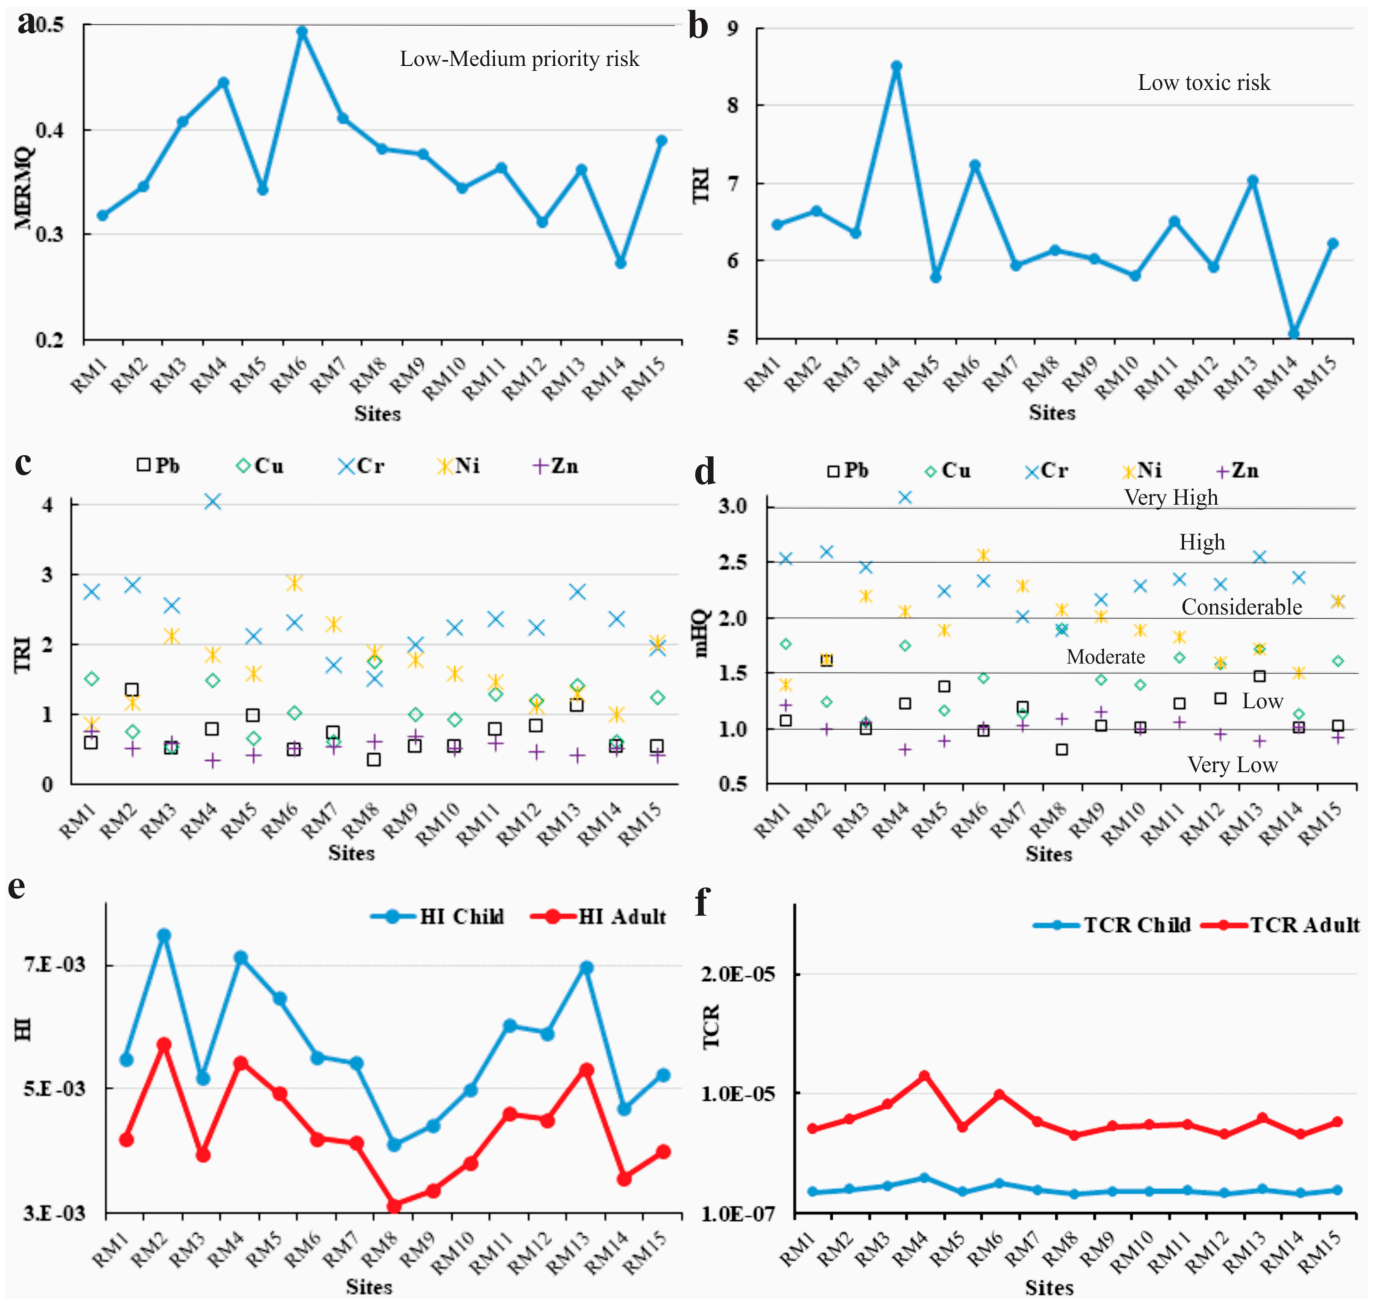 a
0.5
Low-Medium priority risk
0.4
0.3
0.2
MERMQ
RM1 RM2 RM3 RM4 RM5 RM6 RM7 RM8 RM9 RM10 RM11 RM12 RM13 RM14 RM15
Sites
b
9
Low toxic risk
8
7
6
5
TRI
RM1 RM2 RM3 RM4 RM5 RM6 RM7 RM8 RM9 RM10 RM11 RM12 RM13 RM14 RM15
Sites
c
Pb Cu Cr Ni Zn
4
3
2
1
0
TRI
RM1 RM2 RM3 RM4 RM5 RM6 RM7 RM8 RM9 RM10 RM11 RM12 RM13 RM14 RM15
Sites
d
Pb Cu Cr Ni Zn
Very High
3.0
High
2.5
Considerable
2.0
Moderate
1.5
Low
1.0
Very Low
0.5
mHQ
RM1 RM2 RM3 RM4 RM5 RM6 RM7 RM8 RM9 RM10 RM11 RM12 RM13 RM14 RM15
Sites
e
HI Child HI Adult
7.E-03
5.E-03
3.E-03
HI
RM1 RM2 RM3 RM4 RM5 RM6 RM7 RM8 RM9 RM10 RM11 RM12 RM13 RM14 RM15
Sites
f
TCR Child TCR Adult
2.0E-05
1.0E-05
1.0E-07
TCR
RM1 RM2 RM3 RM4 RM5 RM6 RM7 RM8 RM9 RM10 RM11 RM12 RM13 RM14 RM15
Sites